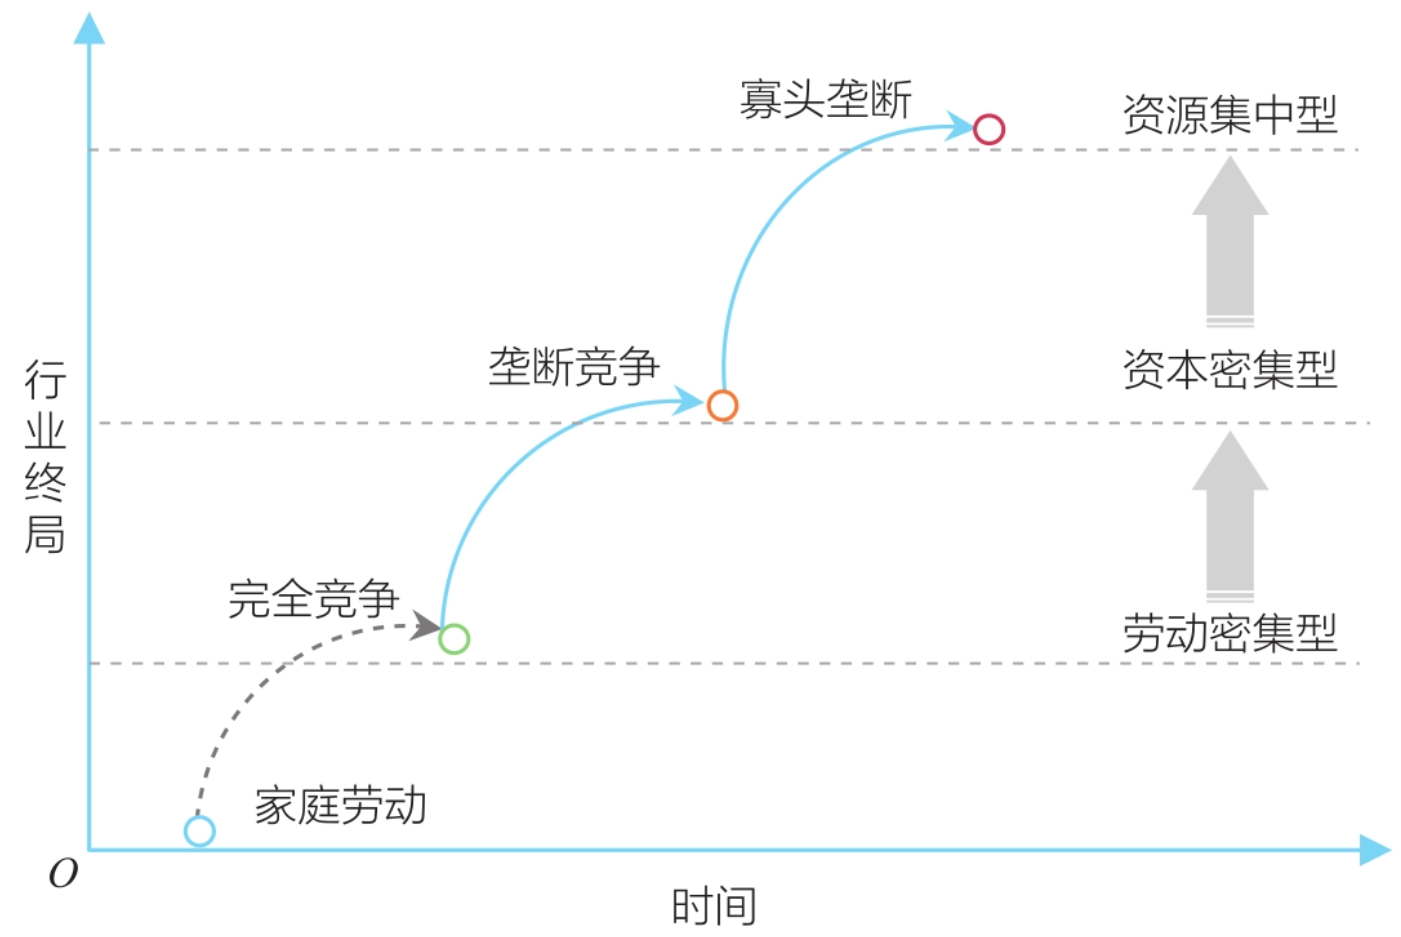 寡头垄断
资源集中型
垄断竞争
资本密集型
行业终局
完全竞争
劳动密集型
家庭劳动
O
时间